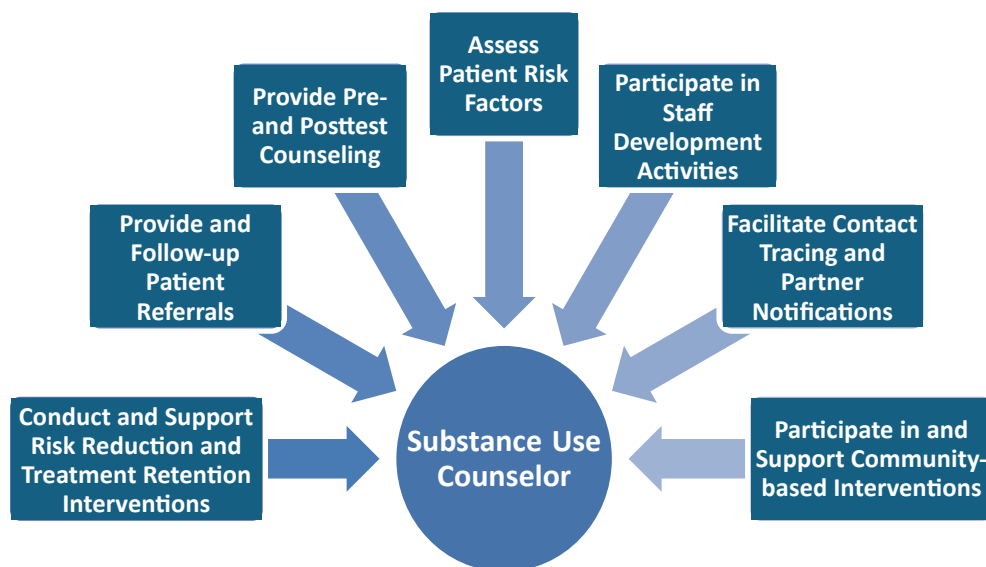 Assess
Patient Risk
Factors
Provide Pre-
and Posttest
Counseling
Participate in
Staff
Development
Activities
Provide and
Follow-up
Patient
Referrals
Facilitate Contact
Tracing and
Partner
Notifications
Conduct and Support
Risk Reduction and
Treatment Retention
Interventions
Substance Use
Counselor
Participate in and
Support Community-
based Interventions